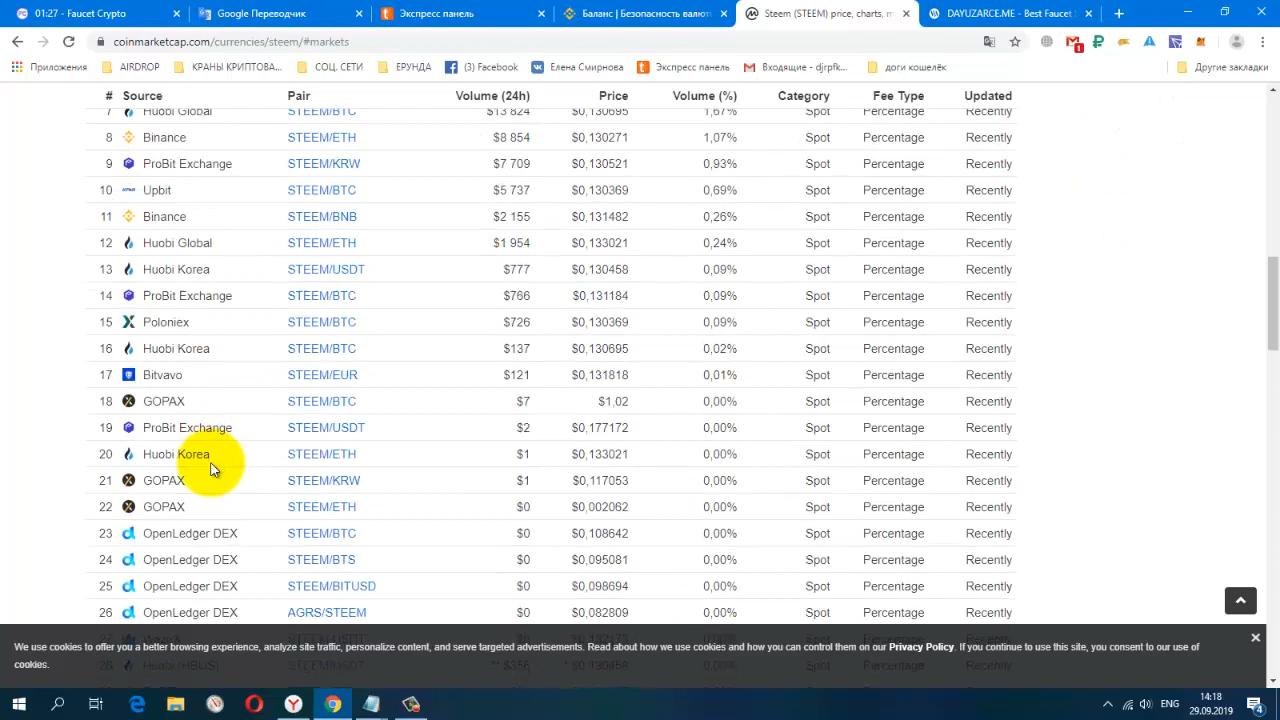 01:27 - Faucet Crypto
Google Переводчик
Экспресс панель
Баланс | Безопасность валют
Steem (STEEM) price, charts, m
DAYUZARCE.ME - Best Faucet
coinmarketcap.com/currencies/steem/#markets
Приложения AIRDROP КРАНЫ КРИПТОВА... СОЦ. СЕТИ ЕРУНДА (3) Facebook Елена Смирнова Экспресс панель Входящие - djrpfk... доги кошелёк Другие закладки
# Source Pair Volume (24h) Price Volume (%) Category Fee Type Updated
7 Huobi Global STEEM/BTC $13 824 $0,130695 1,67% Spot Percentage Recently
8 Binance STEEM/ETH $8 854 $0,130271 1,07% Spot Percentage Recently
9 ProBit Exchange STEEM/KRW $7 709 $0,130521 0,93% Spot Percentage Recently
10 Upbit STEEM/BTC $5 737 $0,130369 0,69% Spot Percentage Recently
11 Binance STEEM/BNB $2 155 $0,131482 0,26% Spot Percentage Recently
12 Huobi Global STEEM/ETH $1 954 $0,133021 0,24% Spot Percentage Recently
13 Huobi Korea STEEM/USDT $777 $0,130458 0,09% Spot Percentage Recently
14 ProBit Exchange STEEM/BTC $766 $0,131184 0,09% Spot Percentage Recently
15 Poloniex STEEM/BTC $726 $0,130369 0,09% Spot Percentage Recently
16 Huobi Korea STEEM/BTC $137 $0,130695 0,02% Spot Percentage Recently
17 Bitvavo STEEM/EUR $121 $0,131818 0,01% Spot Percentage Recently
18 GOPAX STEEM/BTC $7 $1,02 0,00% Spot Percentage Recently
19 ProBit Exchange STEEM/USDT $2 $0,177172 0,00% Spot Percentage Recently
20 Huobi Korea STEEM/ETH $1 $0,133021 0,00% Spot Percentage Recently
21 GOPAX STEEM/KRW $1 $0,117053 0,00% Spot Percentage Recently
22 GOPAX STEEM/ETH $0 $0,002062 0,00% Spot Percentage Recently
23 OpenLedger DEX STEEM/BTC $0 $0,108642 0,00% Spot Percentage Recently
24 OpenLedger DEX STEEM/BTS $0 $0,095081 0,00% Spot Percentage Recently
25 OpenLedger DEX STEEM/BITUSD $0 $0,098694 0,00% Spot Percentage Recently
26 OpenLedger DEX AGRS/STEEM $0 $0,082809 0,00% Spot Percentage Recently
We use cookies to offer you a better browsing experience, analyze site traffic, personalize content, and serve targeted advertisements. Read about how we use cookies and how you can control them on our Privacy Policy. If you continue to use this site, you consent to our use of
cookies.
ENG
14:18
29.09.2019